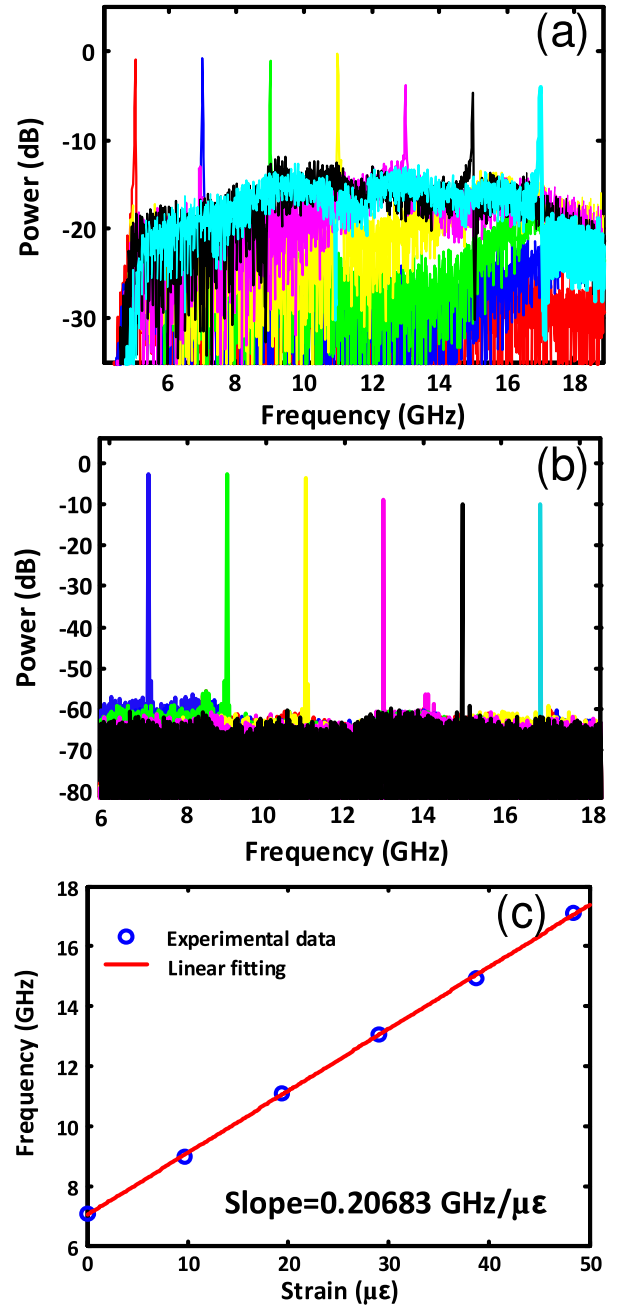 (a)
0
-10
-20
-30
Power (dB)
6 8 10 12 14 16 18
Frequency (GHz)
(b)
0
-10
-20
-30
-40
-50
-60
-70
-80
Power (dB)
6 8 10 12 14 16 18
Frequency (GHz)
(c)
18
16
14
12
10
8
6
Frequency (GHz)
Experimental data
Linear fitting
Slope=0.20683 GHz/με
0 10 20 30 40 50
Strain (με)